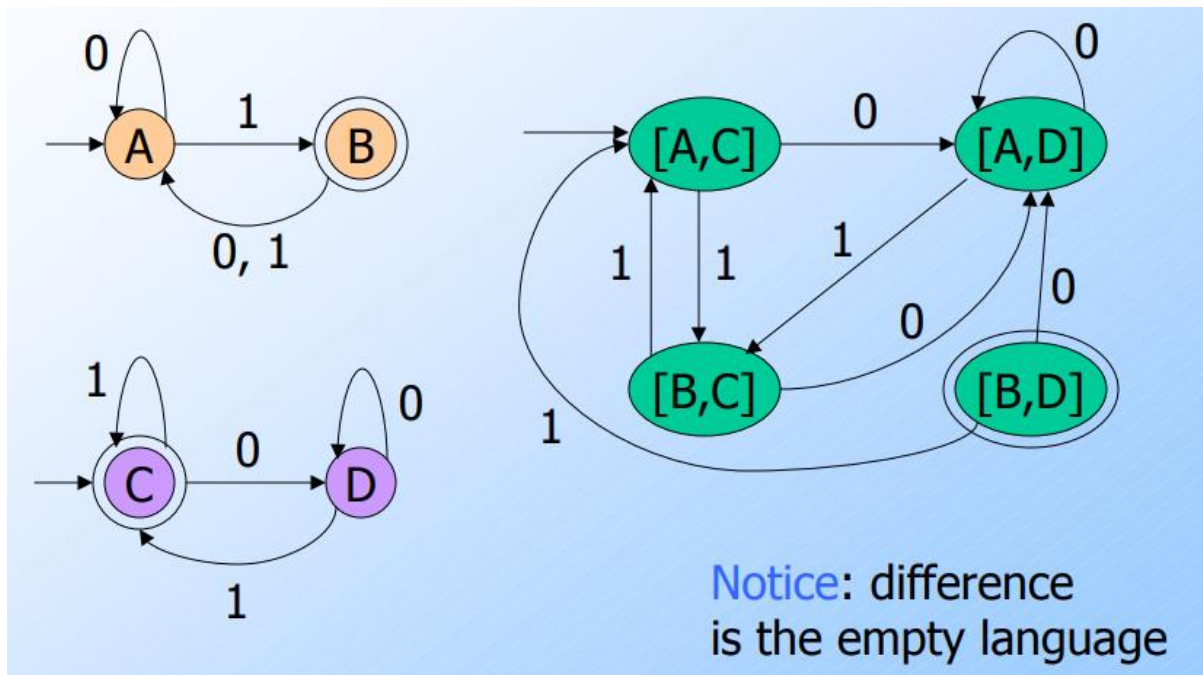 0
1
A
B
0, 1
1
0
0
C
D
1
0
0
[A,C]
[A,D]
1
1
1
0
0
[B,C]
[B,D]
1
Notice: difference
is the empty language